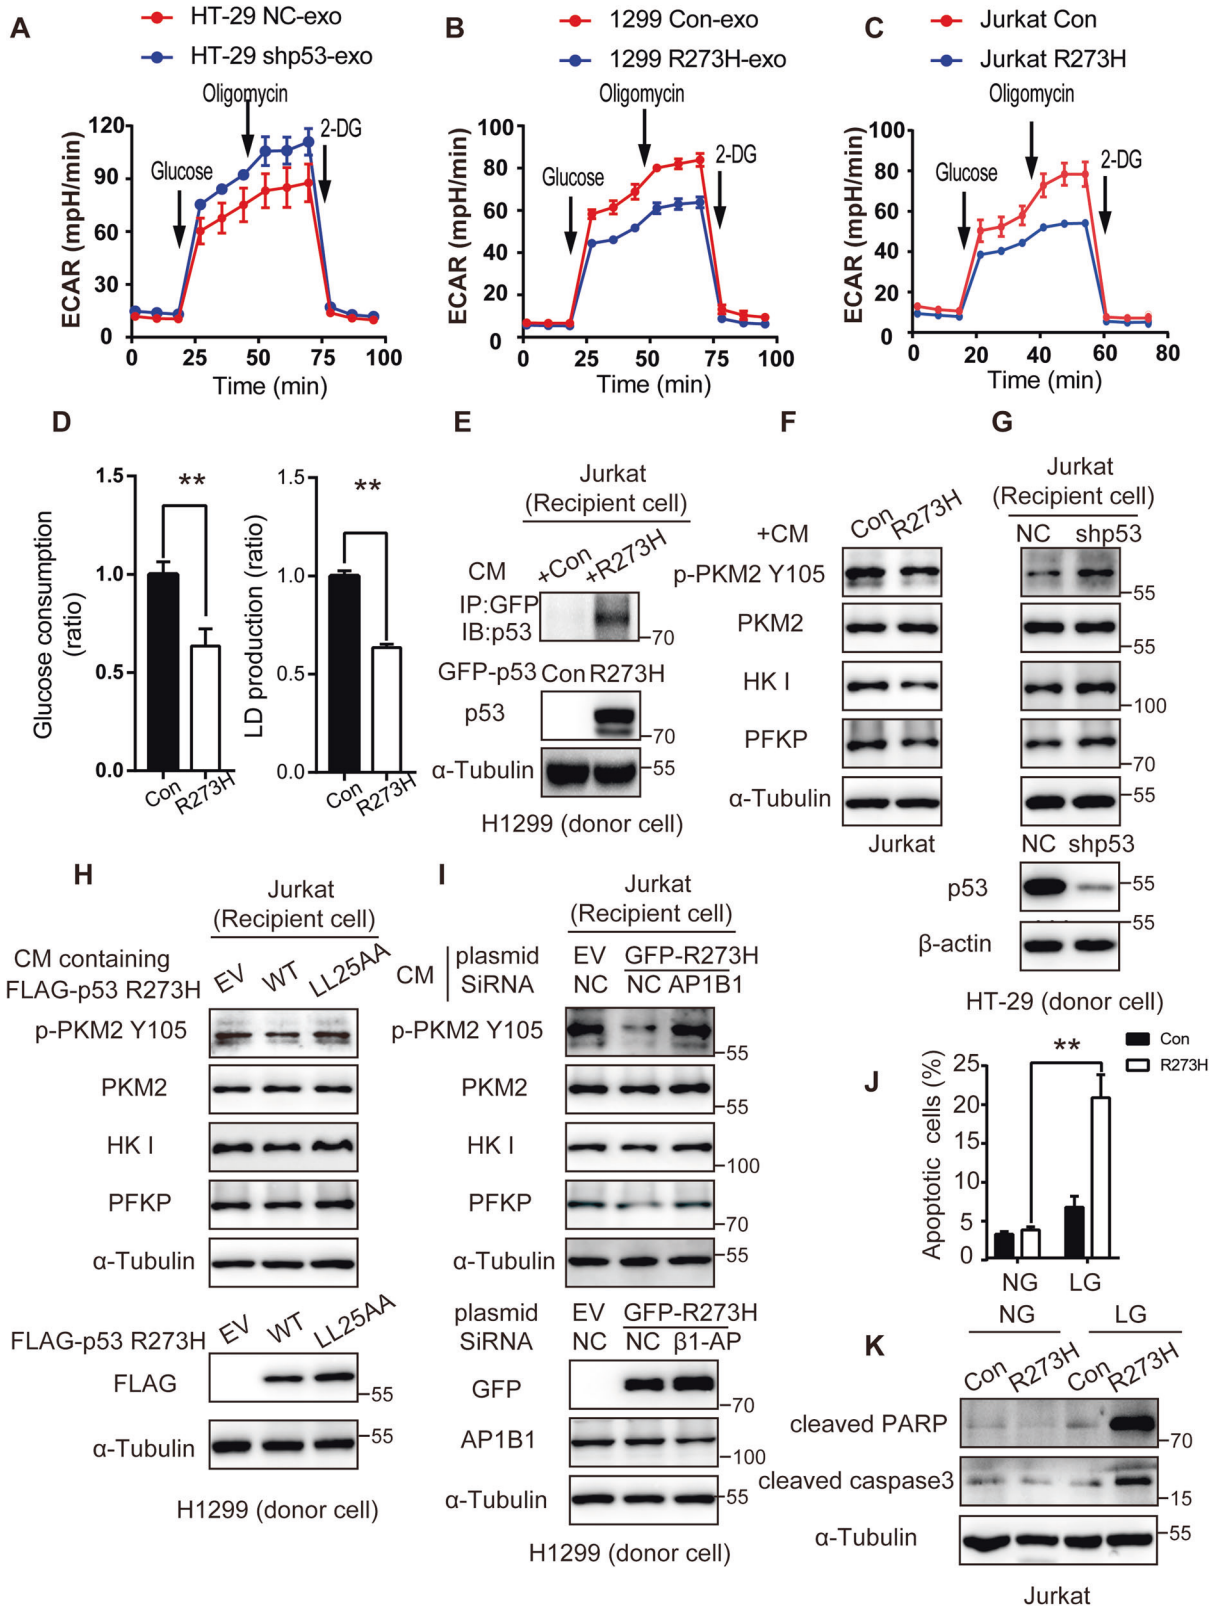 A
HT-29 NC-exo
HT-29 shp53-exo
Oligomycin
2-DG
Glucose
ECAR (mpH/min)
120
90
60
30
0
0 25 50 75 100
Time (min)
B
1299 Con-exo
1299 R273H-exo
Oligomycin
2-DG
Glucose
ECAR (mpH/min)
100
80
60
40
20
0
0 25 50 75 100
Time (min)
C
Jurkat Con
Jurkat R273H
Oligomycin
2-DG
Glucose
ECAR (mpH/min)
100
80
60
40
20
0
0 20 40 60 80
Time (min)
D
Glucose consumption
(ratio)
1.5
1.0
0.5
0.0
**
Con
R273H
LD production (ratio)
1.5
1.0
0.5
0.0
**
Con
R273H
E
Jurkat
(Recipient cell)
CM +Con +R273H
IP:GFP
IB:p53
70
GFP-p53 Con R273H
p53
70
α-Tubulin
55
H1299 (donor cell)
F
+CM Con R273H
p-PKM2 Y105
PKM2
HK I
PFKP
α-Tubulin
Jurkat
G
Jurkat
(Recipient cell)
NC shp53
55
55
100
70
55
NC shp53
p53
55
55
β-actin
HT-29 (donor cell)
H
Jurkat
(Recipient cell)
CM containing
FLAG-p53 R273H
EV WT LL25AA
p-PKM2 Y105
PKM2
HK I
PFKP
α-Tubulin
FLAG-p53 R273H EV WT LL25AA
FLAG
55
α-Tubulin
55
H1299 (donor cell)
I
Jurkat
(Recipient cell)
CM
plasmid EV GFP-R273H
SiRNA NC NC AP1B1
p-PKM2 Y105
55
PKM2
55
HK I
100
PFKP
70
α-Tubulin
55
plasmid EV GFP-R273H
SiRNA NC NC β1-AP
GFP
70
AP1B1
100
α-Tubulin
55
H1299 (donor cell)
J
Con
R273H
**
Apoptotic cells (%)
25
20
15
10
5
0
NG LG
K
NG LG
Con R273H Con R273H
cleaved PARP
70
cleaved caspase3
15
α-Tubulin
55
Jurkat